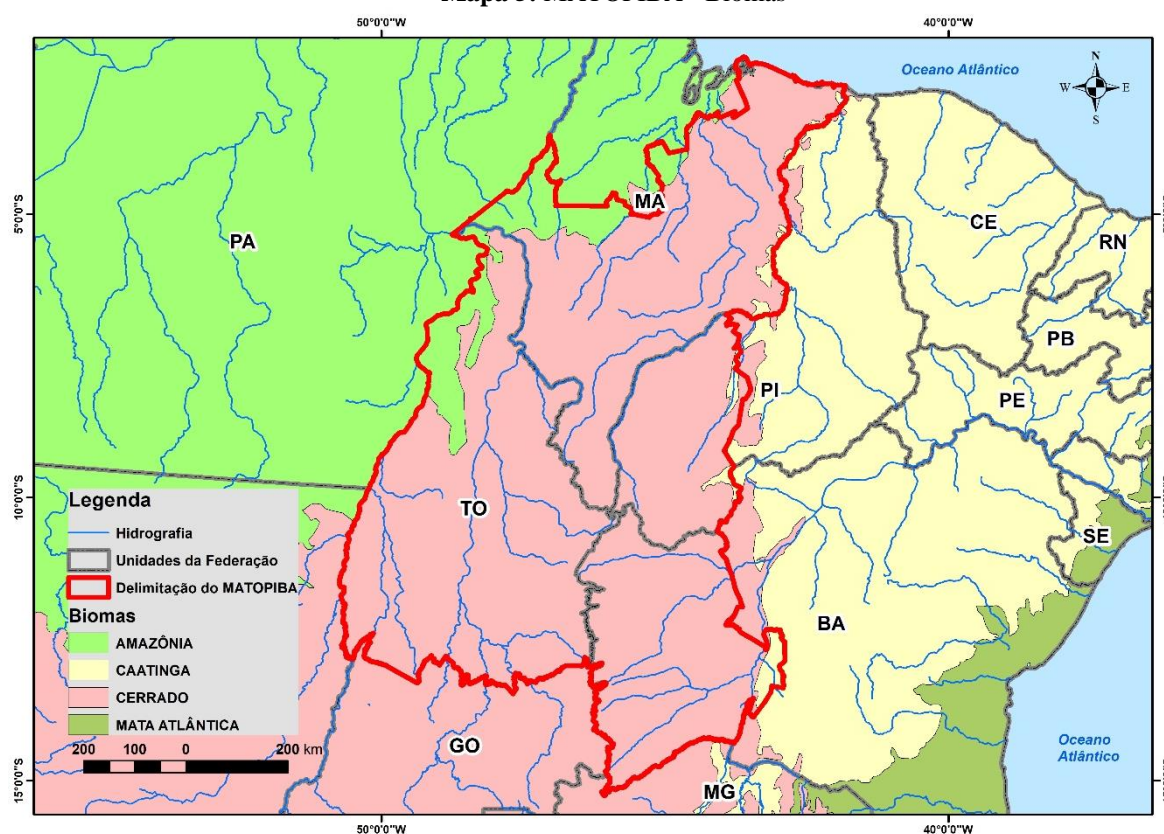 50°0'0"W 40°0'0"W
Oceano Atlântico
N
W E
S
MA
5°0'0"S
PA
CE
RN
PB
PI
PE
10°0'0"S
TO
SE
BA
GO
MG
Oceano
Atlântico
15°0'0"S
Legenda
Hidrografia
Unidades da Federação
Delimitação do MATOPIBA
Biomas
AMAZÔNIA
CAATINGA
CERRADO
MATA ATLÂNTICA
200 100 0 200 km
50°0'0"W 40°0'0"W